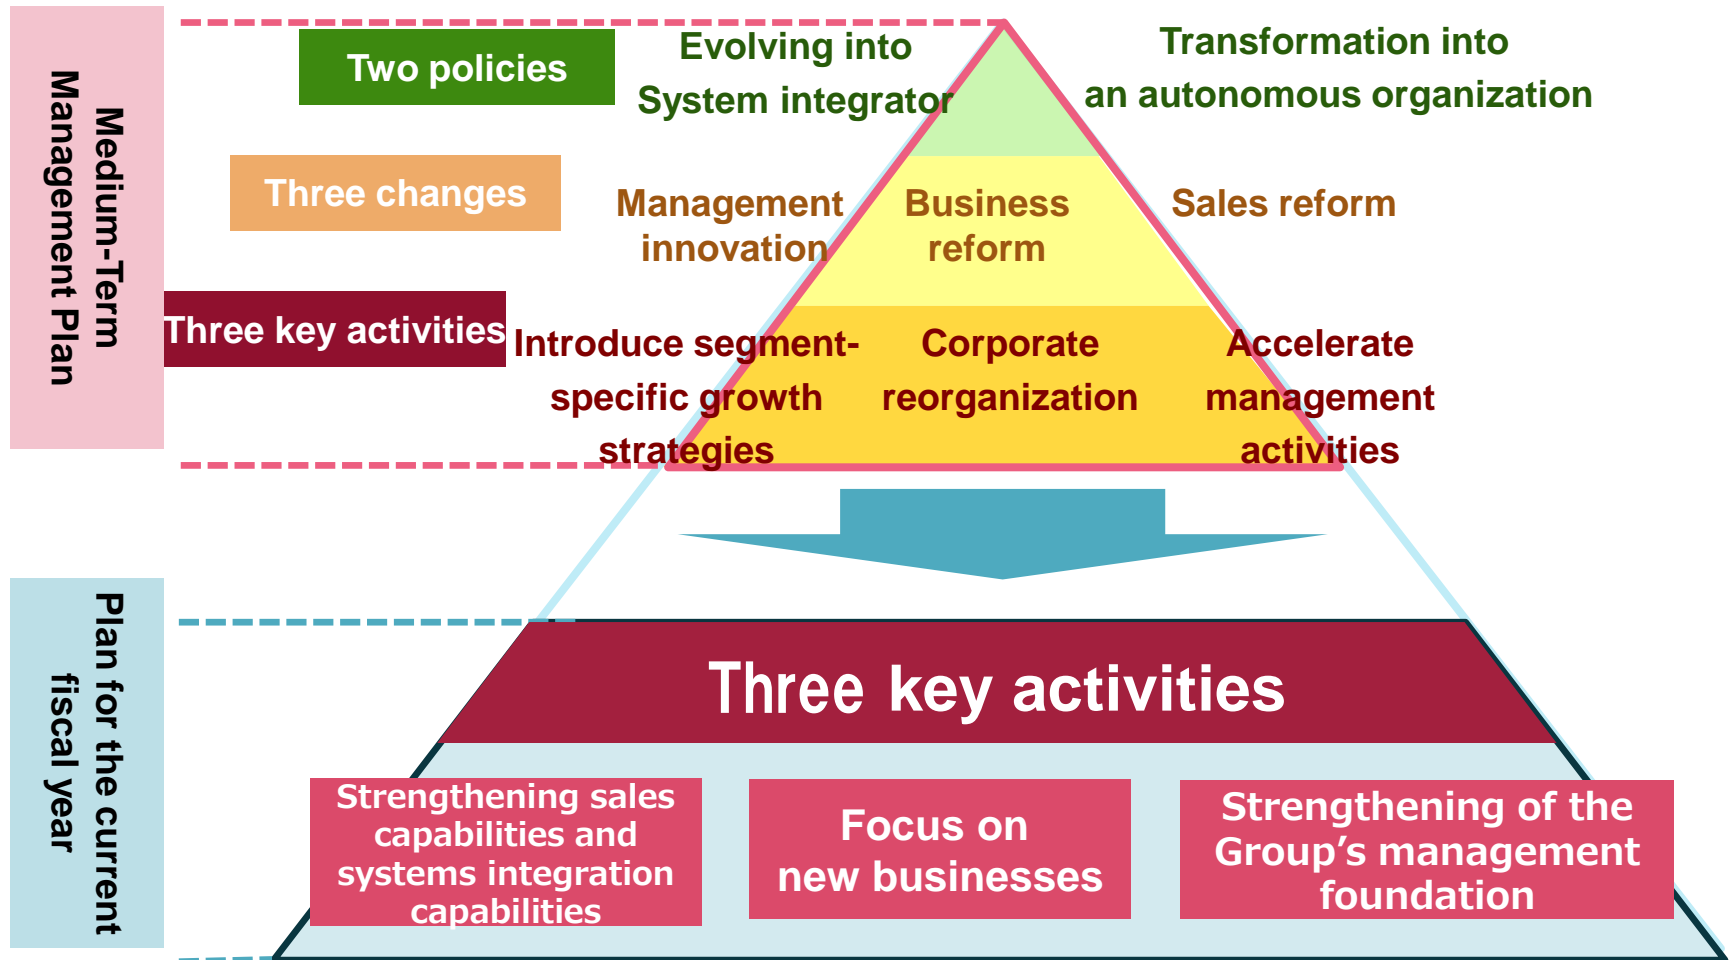 Medium-Term
Management Plan
Two policies
Evolving into
System integrator
Transformation into
an autonomous organization
Three changes
Management
innovation
Business
reform
Sales reform
Three key activities
Introduce segment-
specific growth
strategies
Corporate
reorganization
Accelerate
management
activities
Plan for the current
fiscal year
Three key activities
Strengthening sales
capabilities and
systems integration
capabilities
Focus on
new businesses
Strengthening of the
Group’s management
foundation